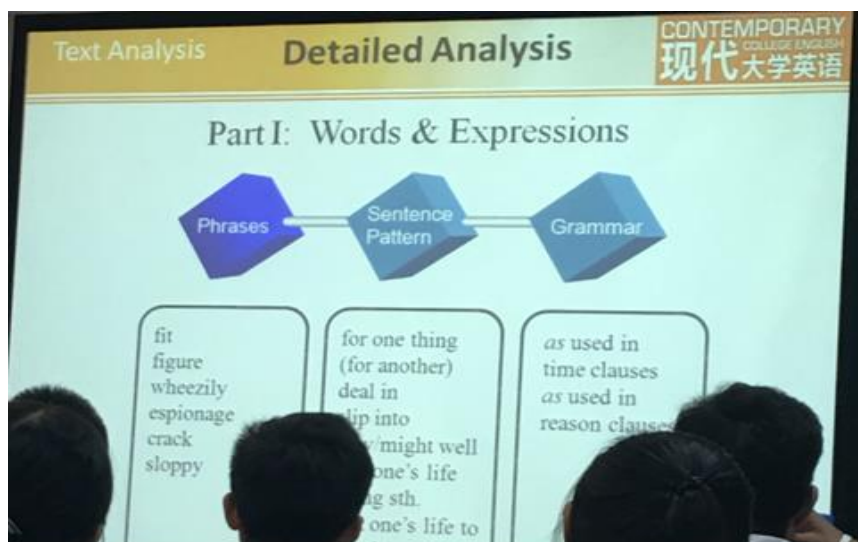 Text Analysis
Detailed Analysis
CONTEMPORARY
COLLEGE ENGLISH
现代大学英语
Part I: Words & Expressions
Phrases
Sentence
Pattern
Grammar
fit
figure
wheezily
espionage
crack
sloppy
for one thing
(for another)
deal in
into
/might well
one's life
sth.
one's life to
as used in
time clauses
as used in
reason clauses